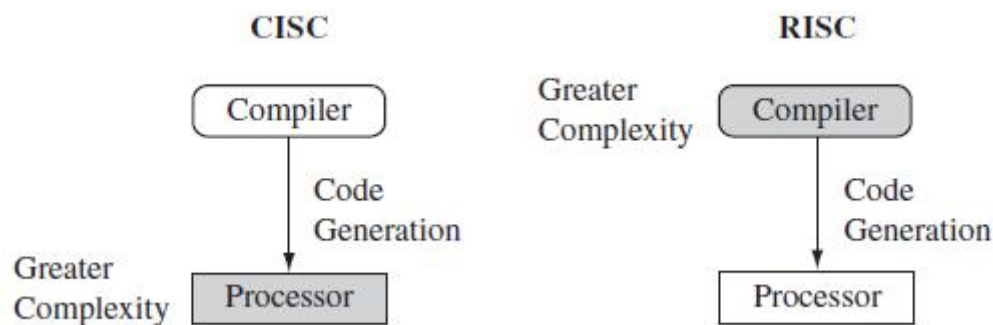 CISC
Compiler
Code
Generation
Greater
Complexity
Processor
RISC
Greater
Complexity
Compiler
Code
Generation
Processor